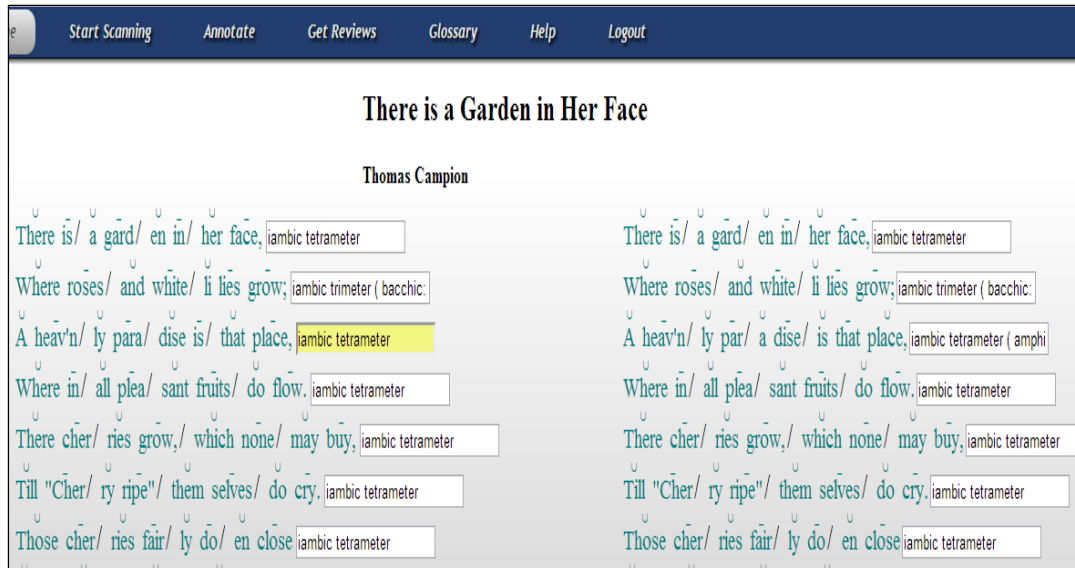 e Start Scanning Annotate Get Reviews Glossary Help Logout
There is a Garden in Her Face
Thomas Campion
There is/ a gard/ en in/ her face, iambic tetrameter
Where roses/ and white/ li lies grow; iambic trimeter ( bacchic:
A heav'n/ ly para/ dise is/ that place, iambic tetrameter
Where in/ all plea/ sant fruits/ do flow. iambic tetrameter
There cher/ ries grow,/ which none/ may buy, iambic tetrameter
Till "Cher/ ry ripe"/ them selves/ do cry. iambic tetrameter
Those cher/ ries fair/ ly do/ en close iambic tetrameter
There is/ a gard/ en in/ her face, iambic tetrameter
Where roses/ and white/ li lies grow; iambic trimeter ( bacchic:
A heav'n/ ly par/ a dise/ is that place, iambic tetrameter ( amphi
Where in/ all plea/ sant fruits/ do flow. iambic tetrameter
There cher/ ries grow,/ which none/ may buy, iambic tetrameter
Till "Cher/ ry ripe"/ them selves/ do cry. iambic tetrameter
Those cher/ ries fair/ ly do/ en close iambic tetrameter